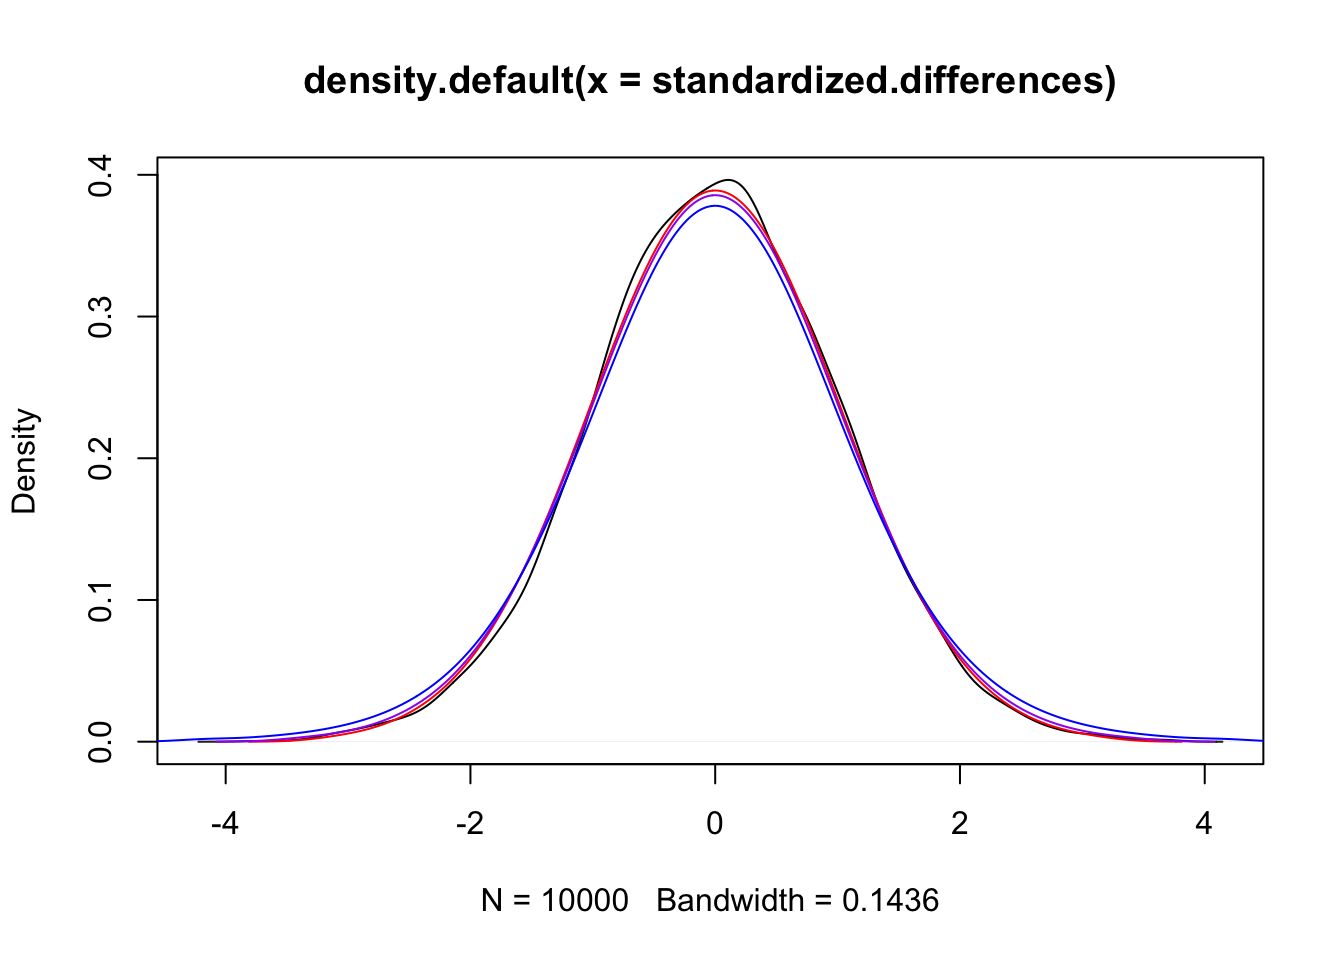 density.default(x = standardized.differences)
Density
0.4
0.3
0.2
0.1
0.0
-4 -2 0 2 4
N = 10000 Bandwidth = 0.1436